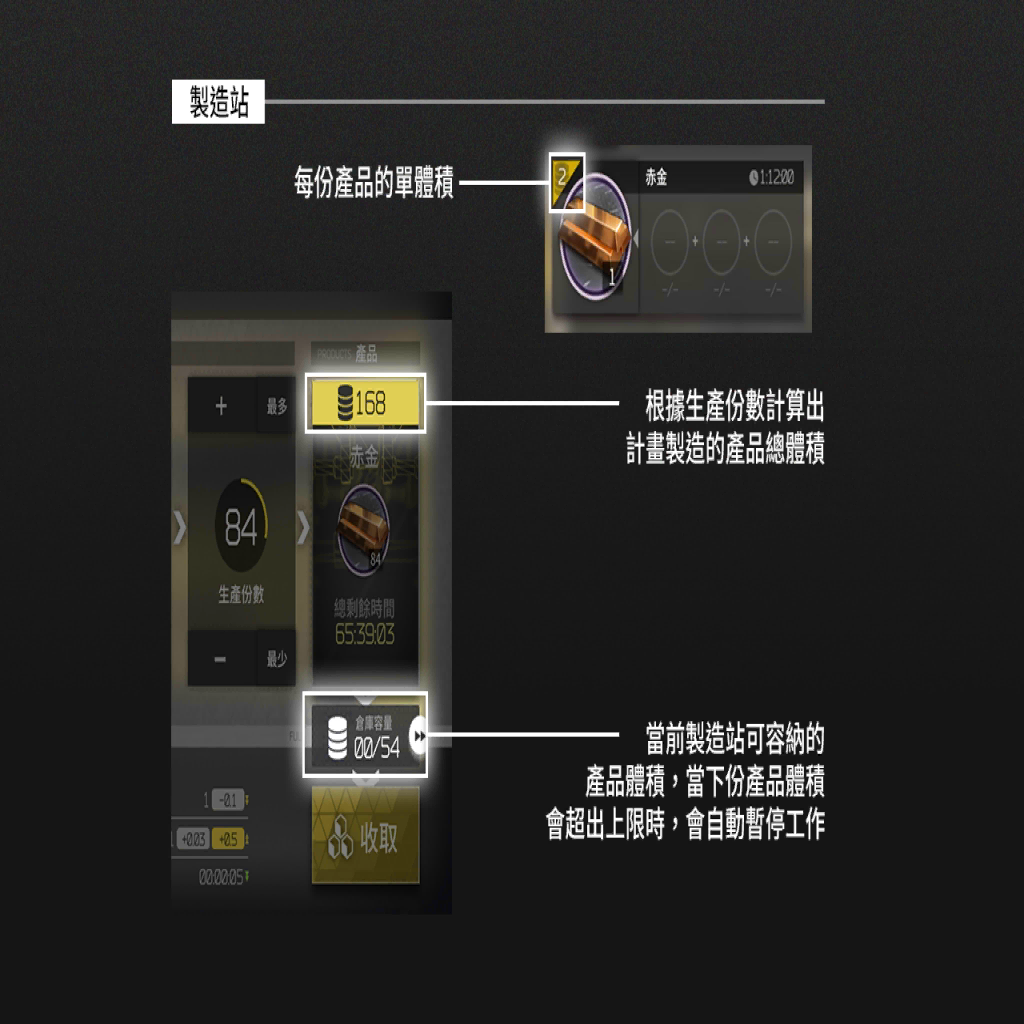 製造站
每份產品的單體積
2
赤金
1:12:00
1
- + - + -
-/- -/- -/-
PRODUCTS 產品
+
最多
168
根據生產份數計算出
計畫製造的產品總體積
赤金
84
84
生產份數
總剩餘時間
65:39:03
-
最少
倉庫容量
00/54
當前製造站可容納的
產品體積,當下份產品體積
會超出上限時,會自動暫停工作
1 -0.1
+0.03 +0.5
00:00:05
收取